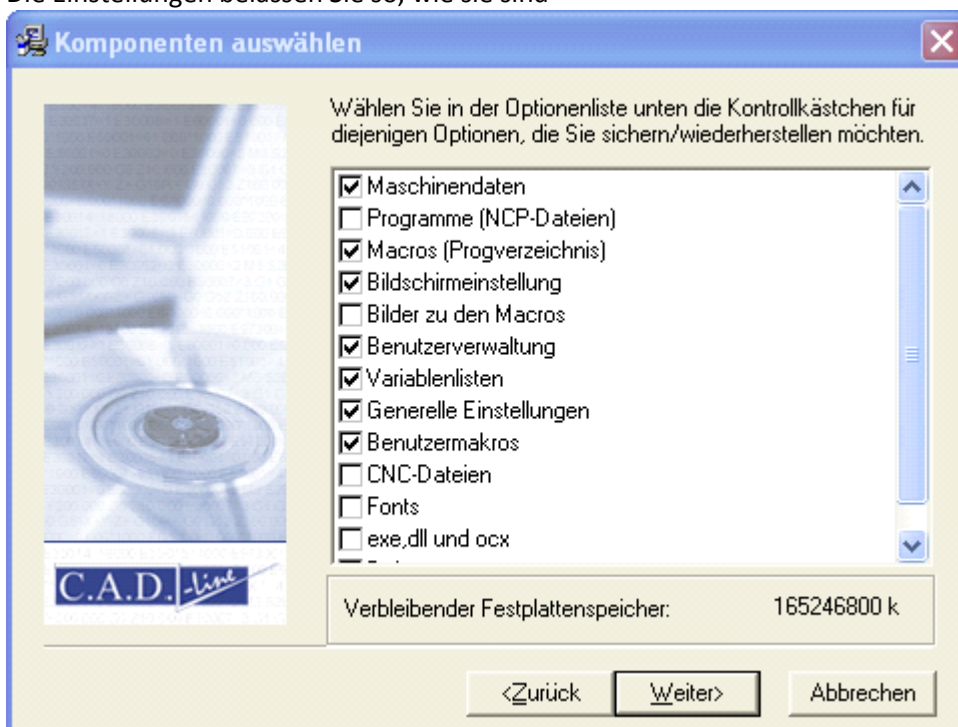 Die Einstellungen belassen Sie so, wie sie sind
Komponenten auswählen
Wählen Sie in der Optionenliste unten die Kontrollkästchen für
diejenigen Optionen, die Sie sichern/wiederherstellen möchten.
Maschinendaten
Programme (NCP-Dateien)
Macros (Progverzeichnis)
Bildschirmeinstellung
Bilder zu den Macros
Benutzerverwaltung
Variablenlisten
Generelle Einstellungen
Benutzermakros
CNC-Dateien
Fonts
exe,dll und ocx
C.A.D.-line
Verbleibender Festplattenspeicher: 165246800 k
<Zurück Weiter> Abbrechen